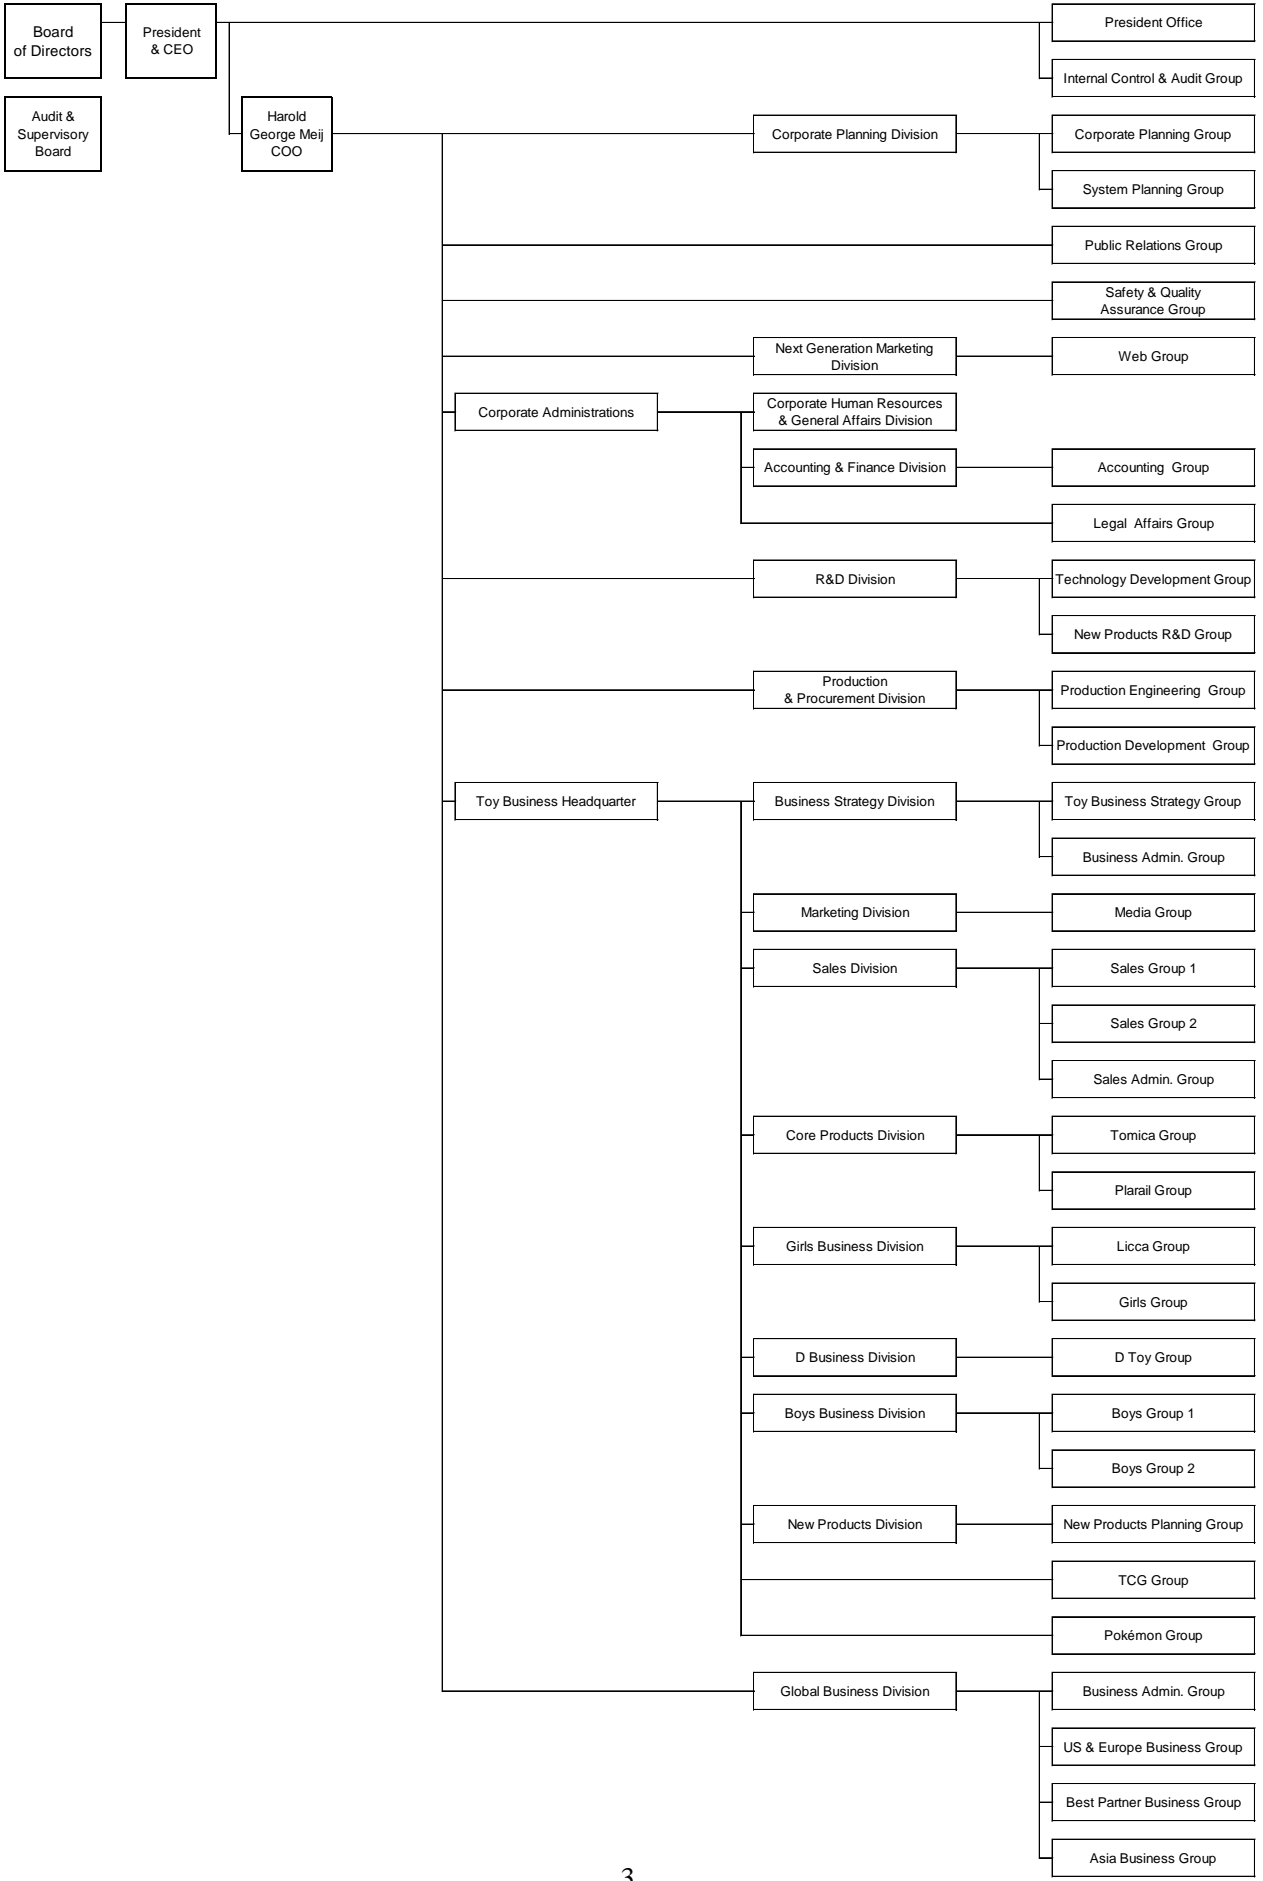 Board
of Directors
President
& CEO
President Office
Internal Control & Audit Group
Audit &
Supervisory
Board
Harold
George Meij
COO
Corporate Planning Division
Corporate Planning Group
System Planning Group
Public Relations Group
Safety & Quality
Assurance Group
Next Generation Marketing
Division
Web Group
Corporate Administrations
Corporate Human Resources
& General Affairs Division
Accounting & Finance Division
Accounting Group
Legal Affairs Group
R&D Division
Technology Development Group
New Products R&D Group
Production
& Procurement Division
Production Engineering Group
Production Development Group
Toy Business Headquarter
Business Strategy Division
Toy Business Strategy Group
Business Admin. Group
Marketing Division
Media Group
Sales Division
Sales Group 1
Sales Group 2
Sales Admin. Group
Core Products Division
Tomica Group
Plarail Group
Girls Business Division
Licca Group
Girls Group
D Business Division
D Toy Group
Boys Business Division
Boys Group 1
Boys Group 2
New Products Division
New Products Planning Group
TCG Group
Pokémon Group
Global Business Division
Business Admin. Group
US & Europe Business Group
Best Partner Business Group
Asia Business Group
3